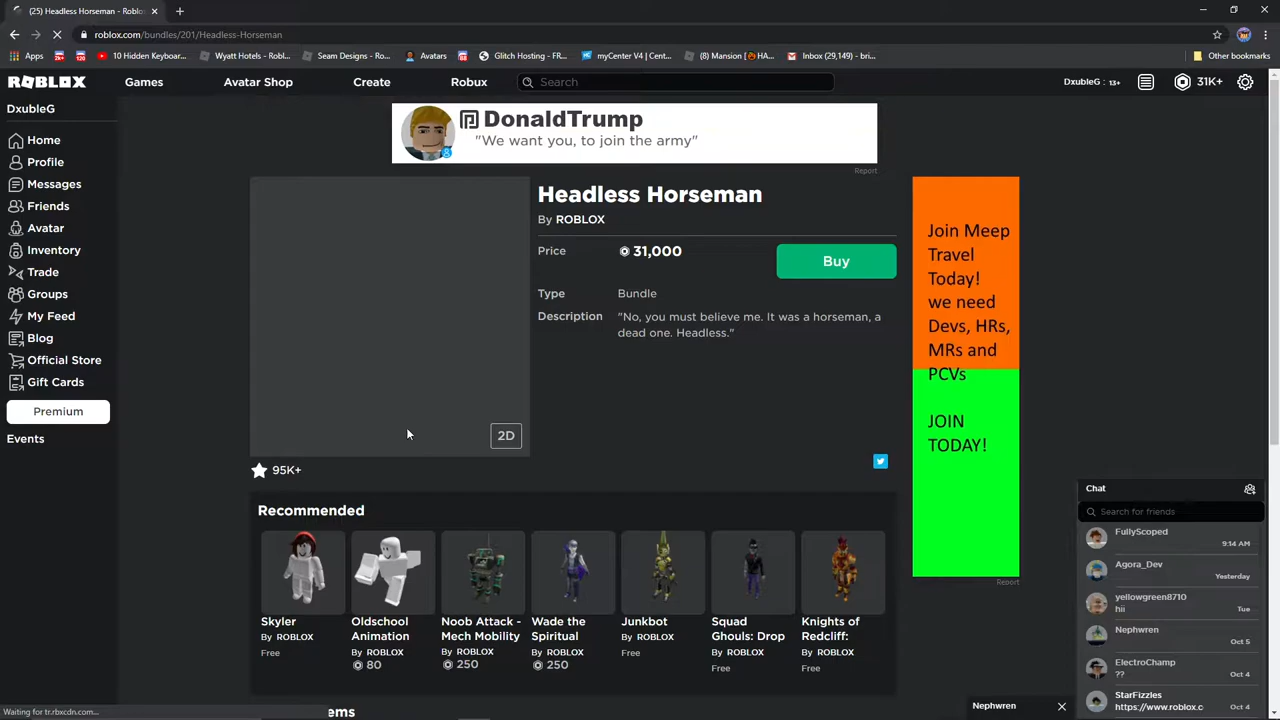 (25) Headless Horseman - Roblox
roblox.com/bundles/201/Headless-Horseman
Apps
2K+
120
10 Hidden Keyboar...
Wyatt Hotels - Robl...
Seam Designs - Ro...
Avatars
Glitch Hosting - FR...
myCenter V4 | Cent...
Inbox (29,149) - bri...
Other bookmarks
ROBLOX
Games
Avatar Shop
Create
Robux
Search
DxubleG : 13+
31K+
DxubleG
Home
Profile
Messages
Friends
Avatar
Inventory
Trade
Groups
My Feed
Blog
Official Store
Gift Cards
Premium
Events
DonaldTrump
"We want you, to join the army"
Report
Headless Horseman
By ROBLOX
Price
31,000
Buy
Type
Bundle
Description
"No, you must believe me. It was a horseman, a
dead one. Headless."
2D
95K+
Join Meep
Travel
Today!
we need
Devs, HRs,
MRs and
PCVs
JOIN
TODAY!
Report
Recommended
Skyler
By ROBLOX
Free
Oldschool
Animation
By ROBLOX
80
Noob Attack -
Mech Mobility
By ROBLOX
250
Wade the
Spiritual
By ROBLOX
250
Junkbot
By ROBLOX
Free
Squad
Ghouls: Drop
By ROBLOX
Free
Knights of
Redcliff:
By ROBLOX
Free
Chat
Search for friends
FullyScoped
9:14 AM
Agora_Dev
Yesterday
yellowgreen8710
hii
Tue
Nephwren
Oct 5
ElectroChamp
??
Oct 4
StarFizzles
https://www.roblox.c
Oct 4
Nephwren
Waiting for tr.rbxcdn.com...
ems